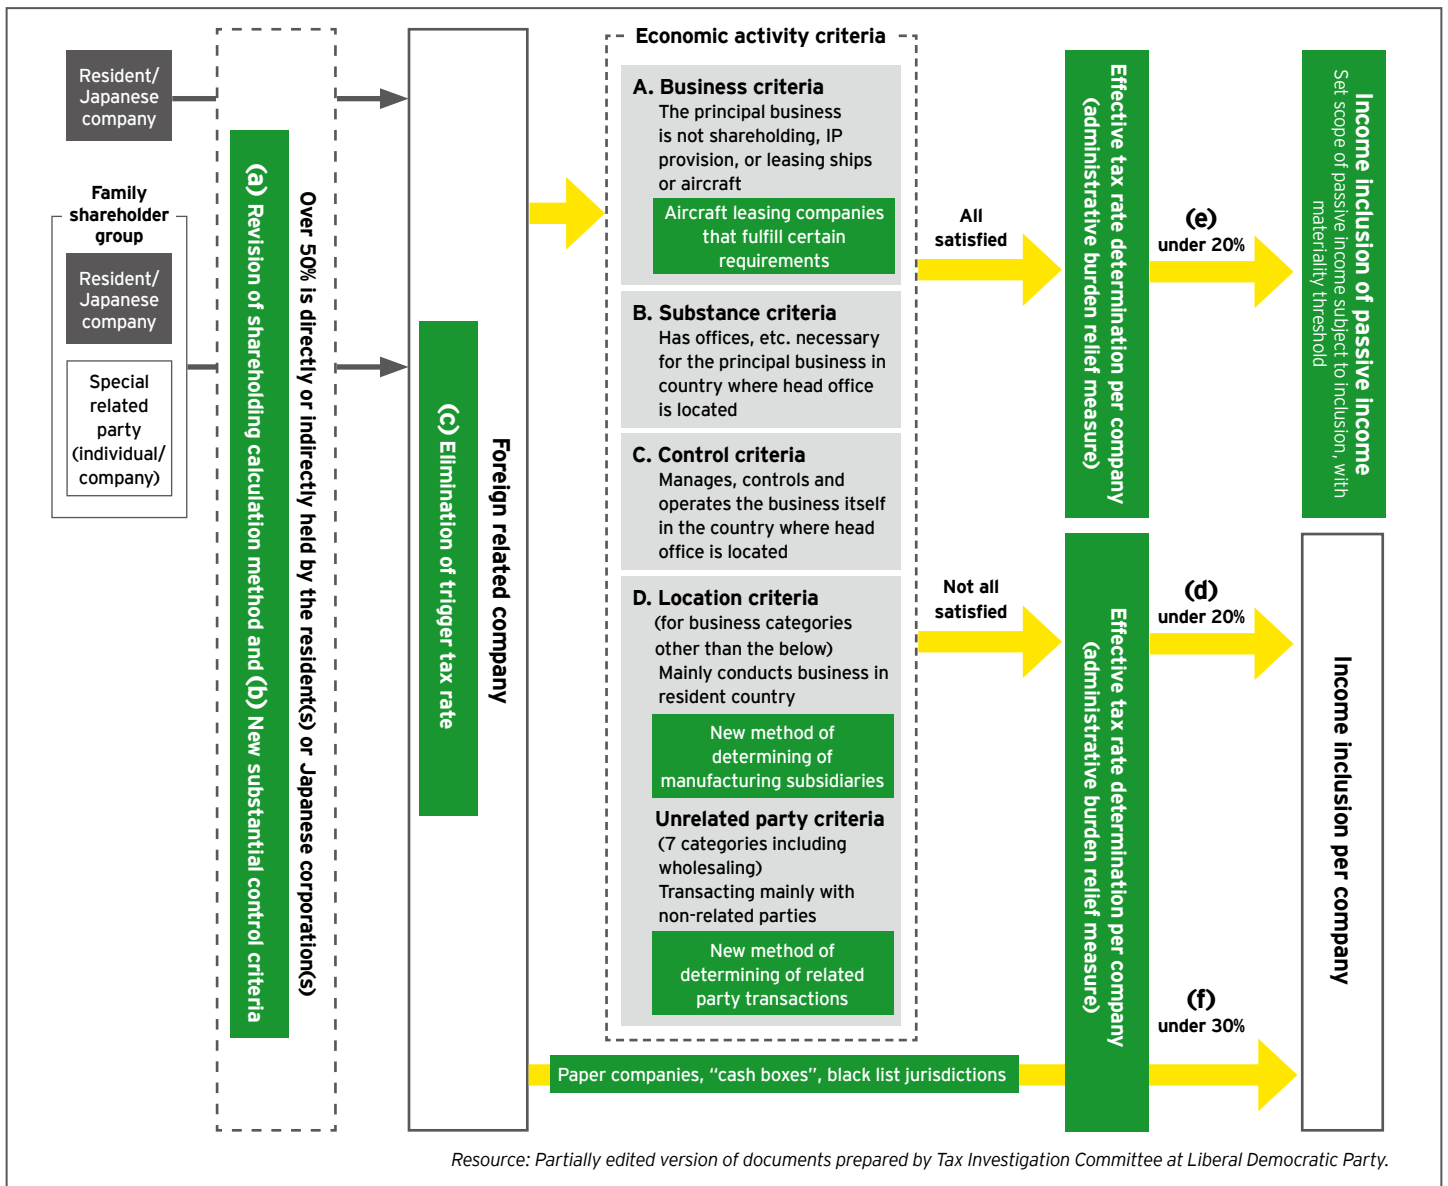 Resident/
Japanese
company
Family
shareholder
group
Resident/
Japanese
company
Special
related
party
(individual/
company)
(a) Revision of shareholding calculation method and (b) New substantial control criteria
Over 50% is directly or indirectly held by the resident(s) or Japanese corporation(s)
(c) Elimination of trigger tax rate
Foreign related company
Economic activity criteria
A. Business criteria
The principal business
is not shareholding, IP
provision, or leasing ships
or aircraft
Aircraft leasing companies
that fulfill certain
requirements
B. Substance criteria
Has offices, etc. necessary
for the principal business in
country where head office
is located
C. Control criteria
Manages, controls and
operates the business itself
in the country where head
office is located
D. Location criteria
(for business categories
other than the below)
Mainly conducts business in
resident country
New method of
determining of
manufacturing subsidiaries
Unrelated party criteria
(7 categories including
wholesaling)
Transacting mainly with
non-related parties
New method of
determining of related
party transactions
Paper companies, “cash boxes”, black list jurisdictions
All
satisfied
Not all
satisfied
Effective tax rate determination per company
(administrative burden relief measure)
Effective tax rate determination per company
(administrative burden relief measure)
(e)
under 20%
(d)
under 20%
(f)
under 30%
Income inclusion of passive income
Set scope of passive income subject to inclusion, with
materiality threshold
Income inclusion per company
Resource: Partially edited version of documents prepared by Tax Investigation Committee at Liberal Democratic Party.